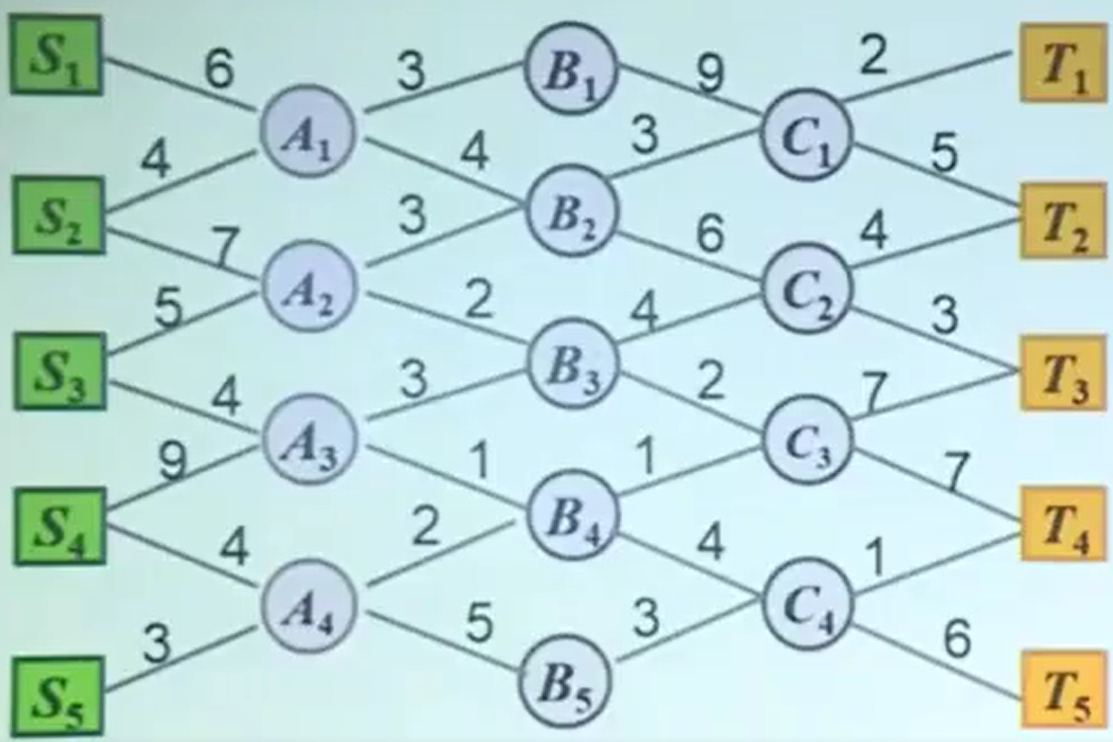 S1 6 3 B1 9 2 T1
A1 C1
4 4 3 5
S2 7 3 B2 6 4 T2
A2 C2
5 2 4 3
S3 4 3 B3 2 7 T3
A3 C3
9 1 1 7
S4 4 2 B4 4 1 T4
A4 C4
3 5 3 6
S5 B5 T5